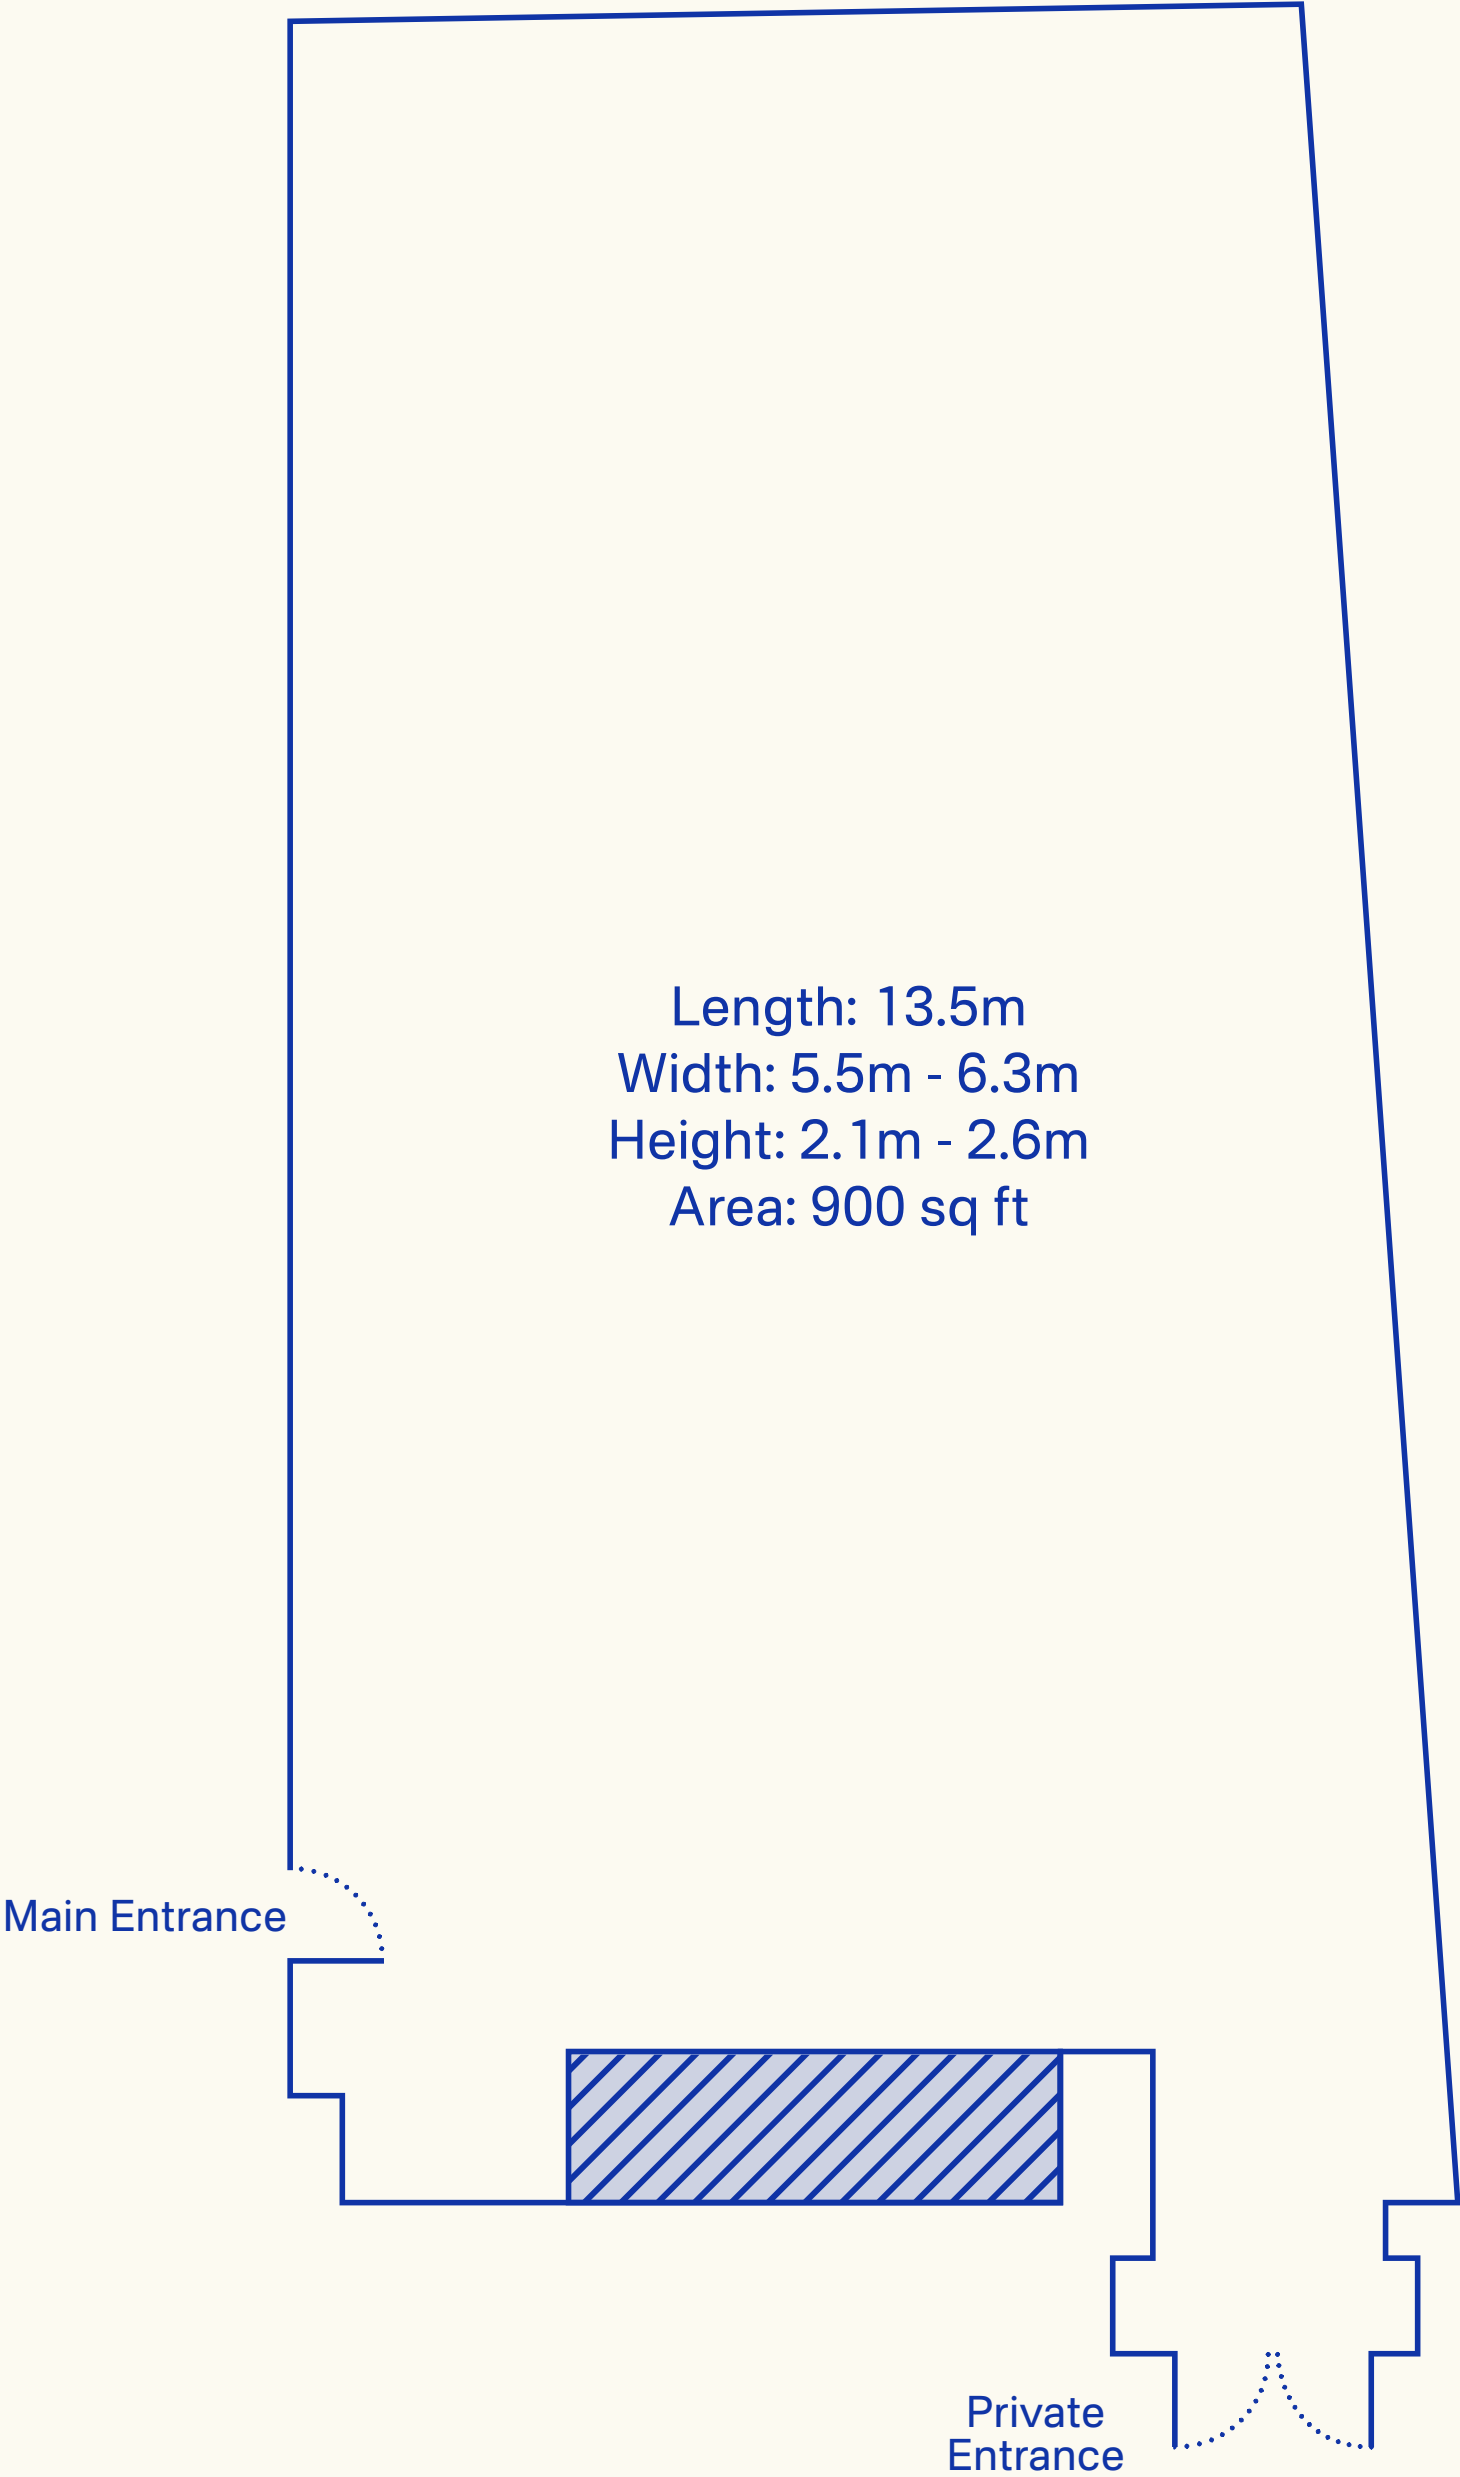 Length: 13.5m
Width: 5.5m - 6.3m
Height: 2.1m - 2.6m
Area: 900 sq ft
Main Entrance
Private
Entrance